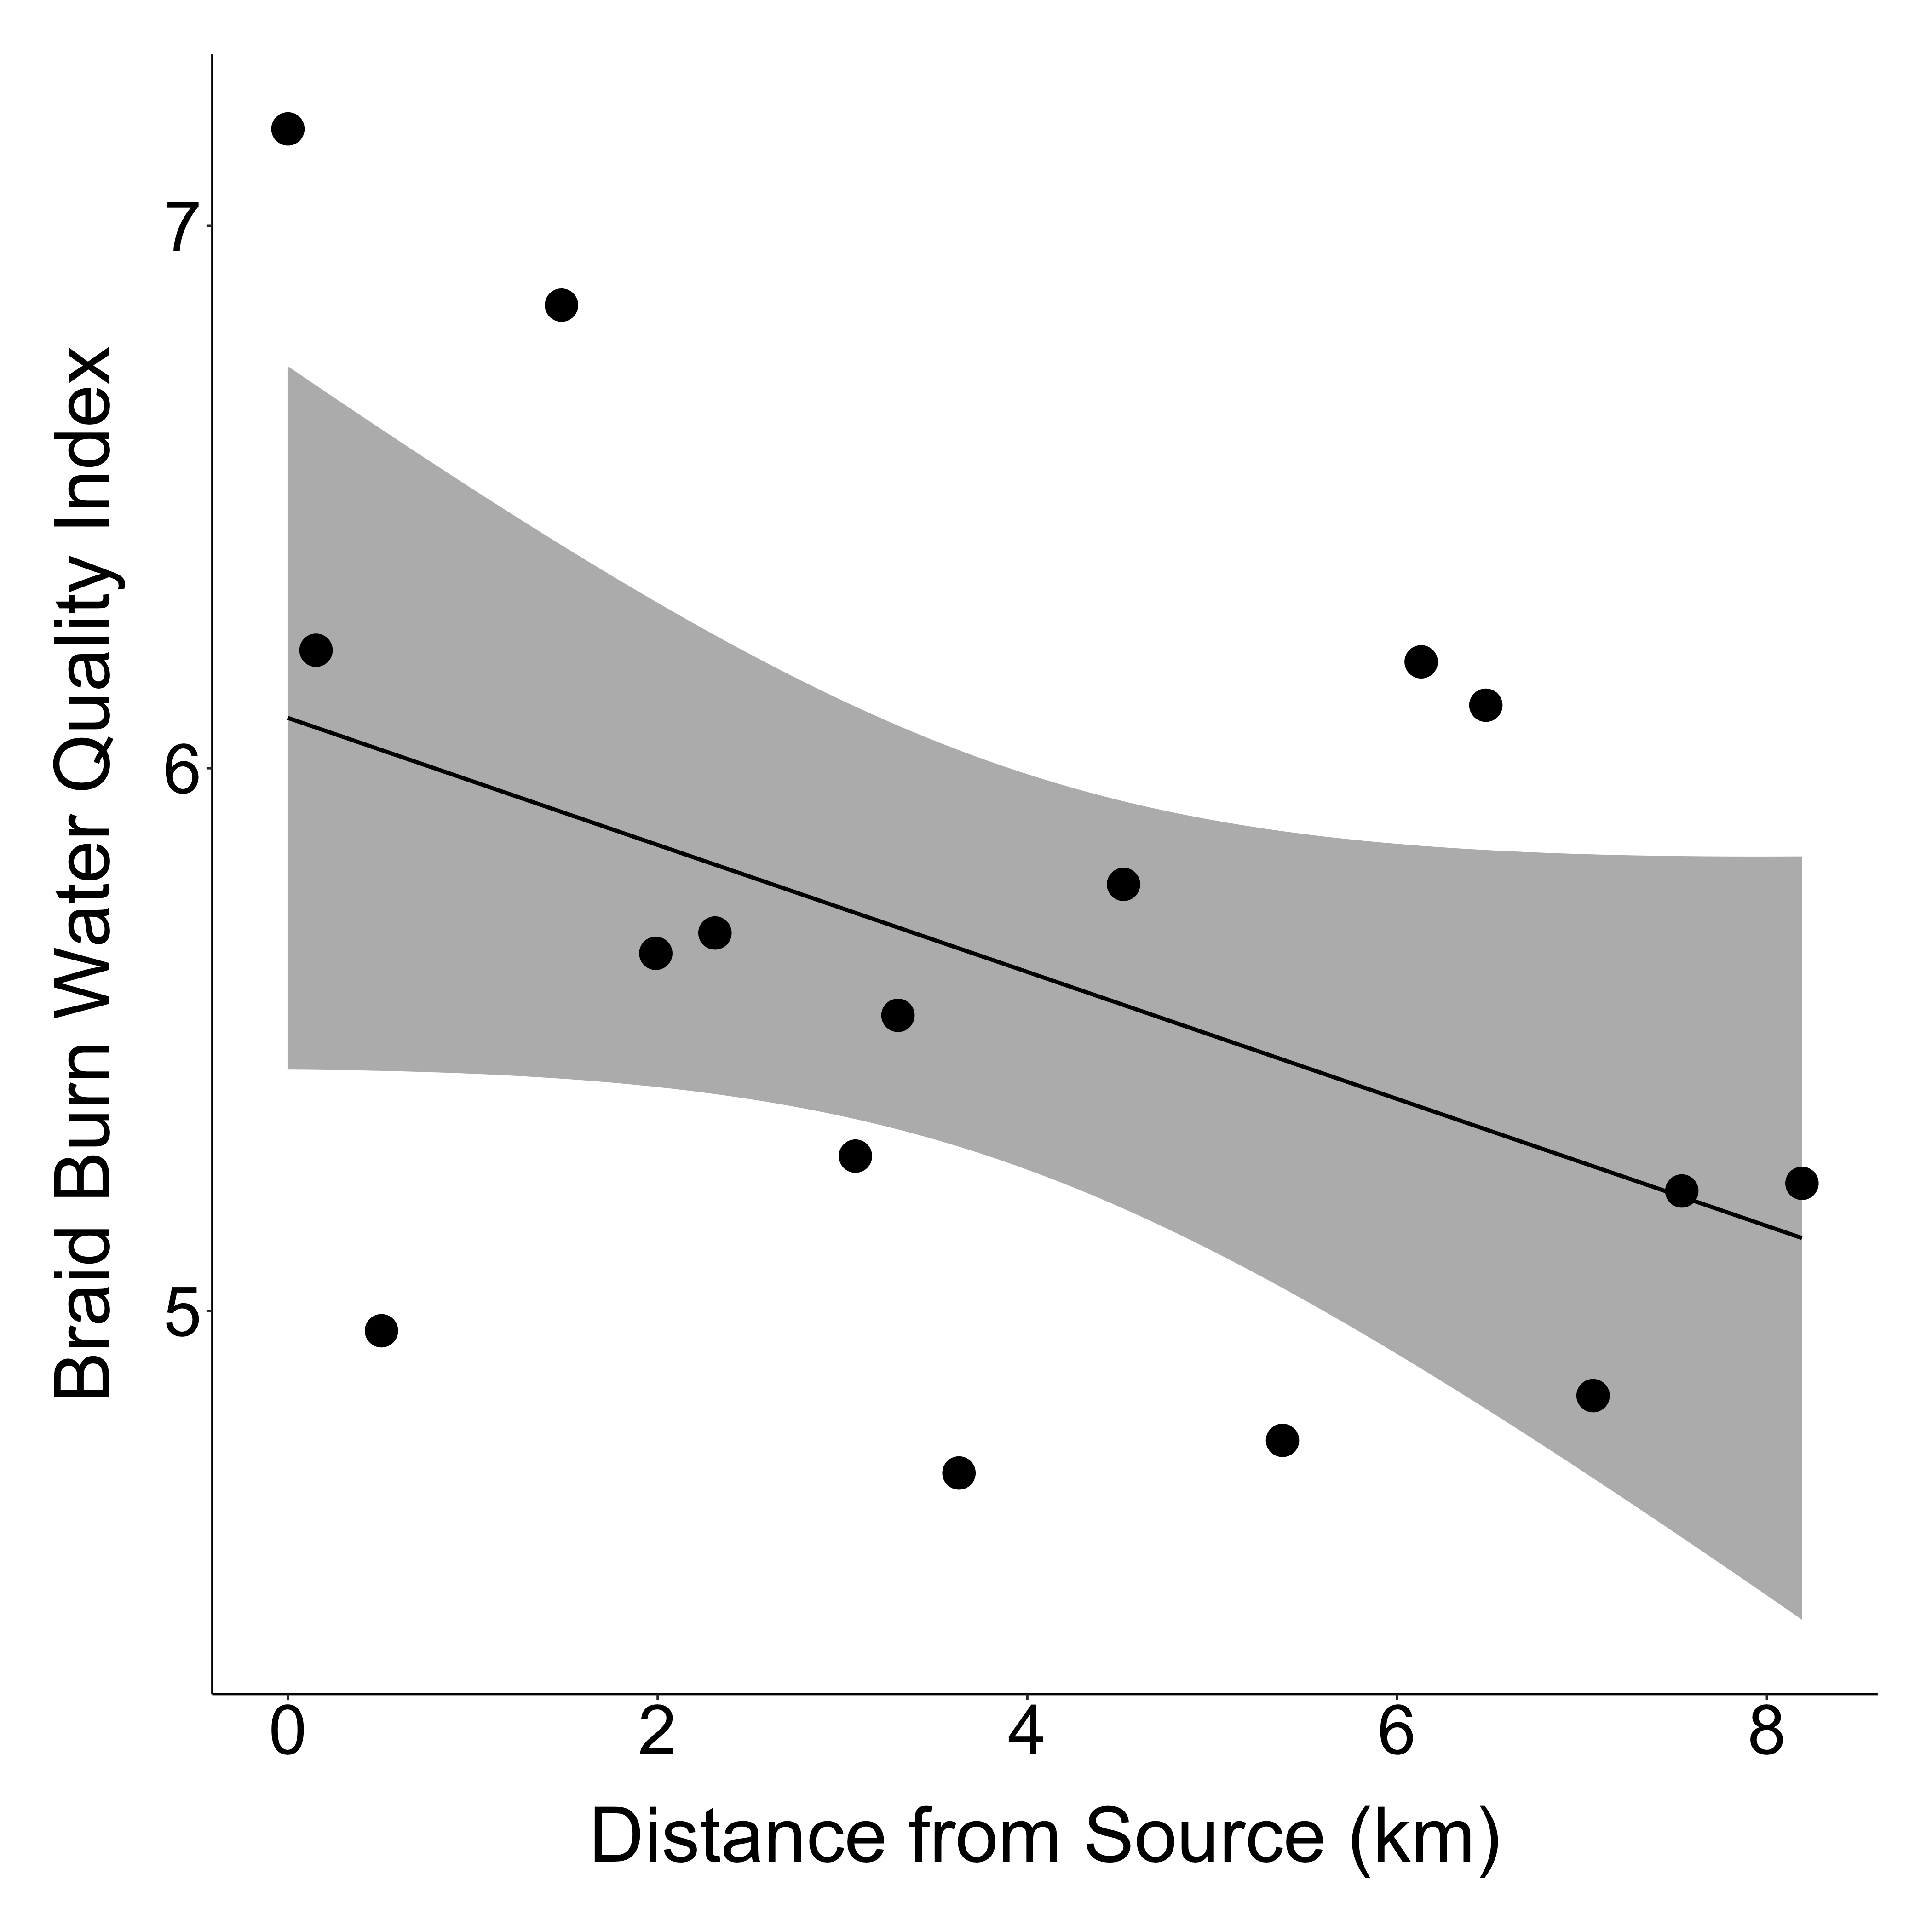 Braid Burn Water Quality Index
7
6
5
0 2 4 6 8
Distance from Source (km)